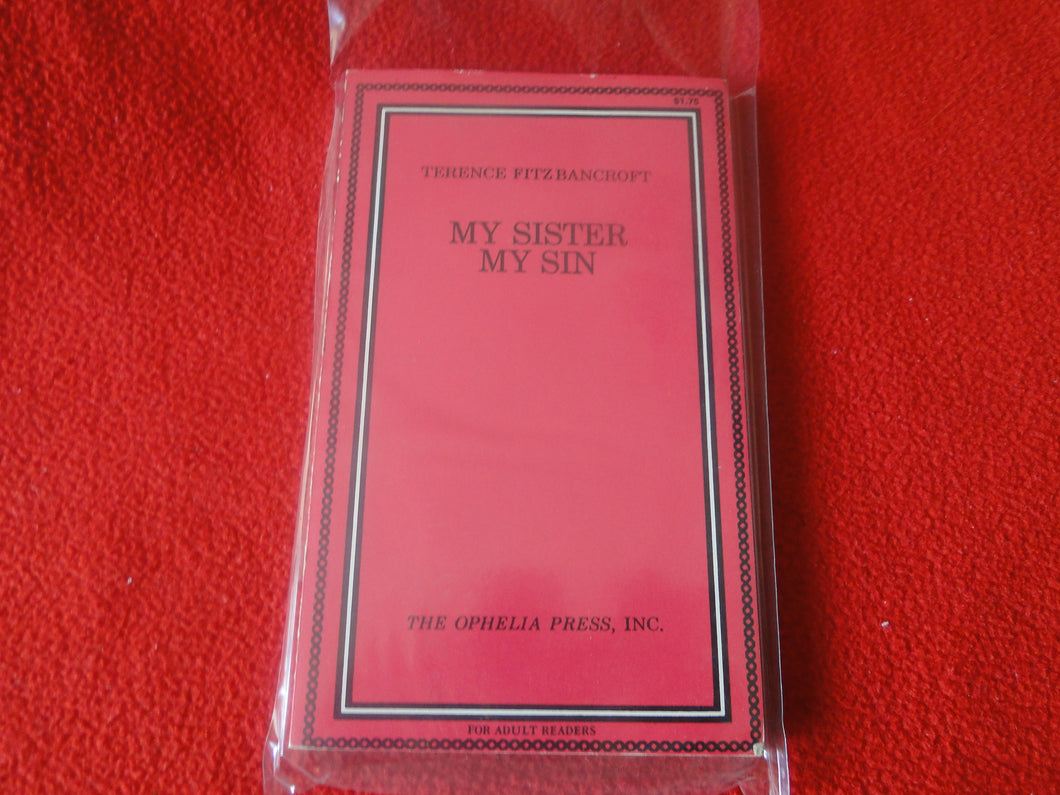 $1.75
TERENCE FITZBANCROFT
MY SISTER
MY SIN
THE OPHELIA PRESS, INC.
FOR ADULT READERS